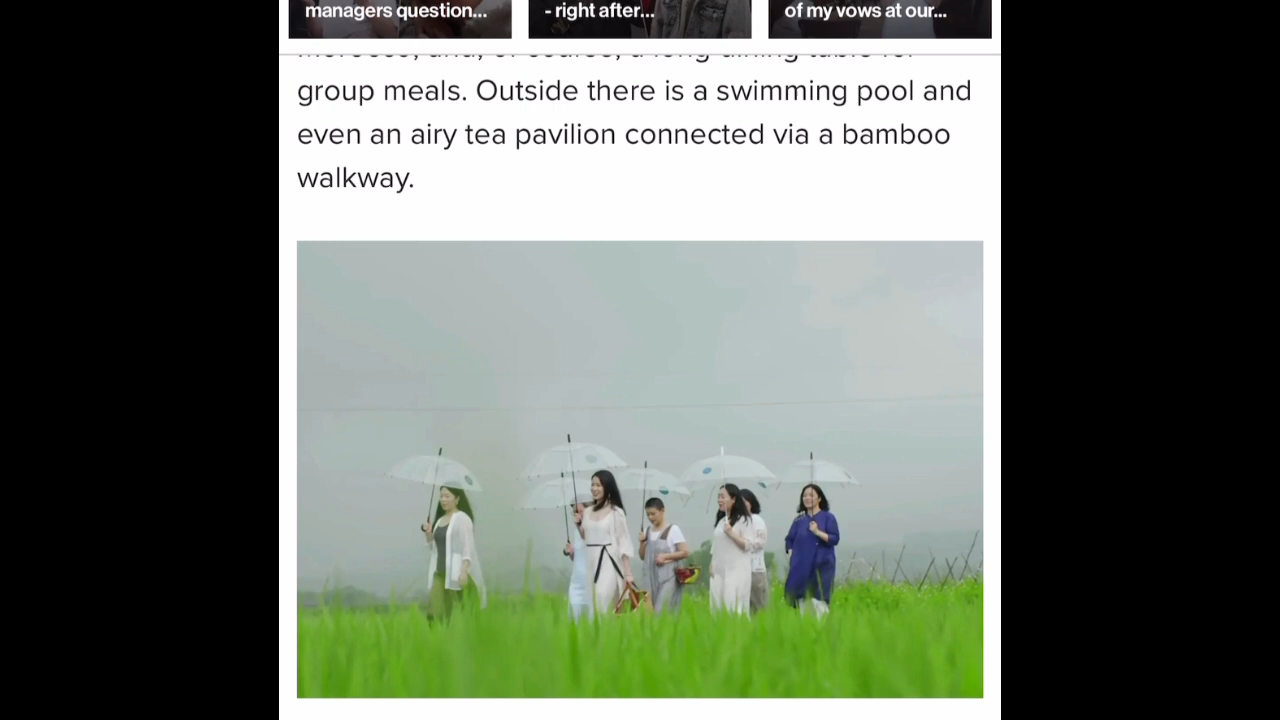 managers question...
- right after...
of my vows at our...
group meals. Outside there is a swimming pool and
even an airy tea pavilion connected via a bamboo
walkway.